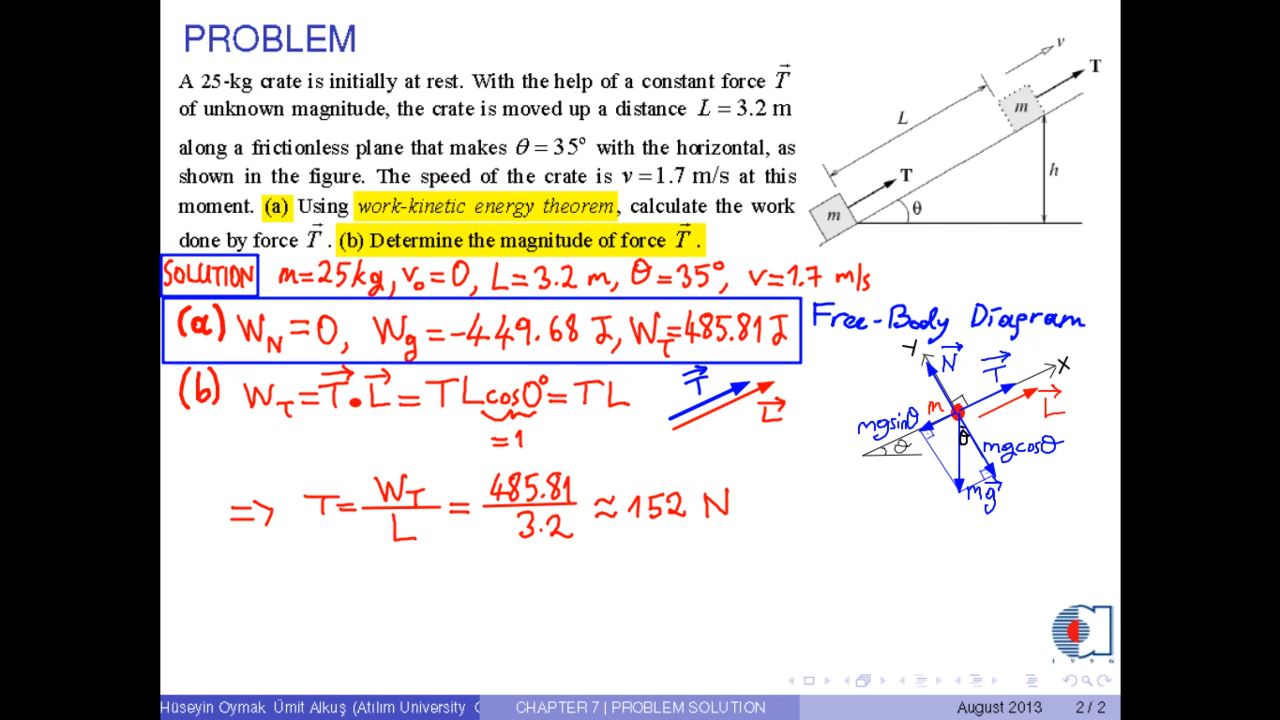 PROBLEM
A 25-kg crate is initially at rest. With the help of a constant force T⃗
of unknown magnitude, the crate is moved up a distance L = 3.2 m
along a frictionless plane that makes θ = 35° with the horizontal, as
shown in the figure. The speed of the crate is v = 1.7 m/s at this
moment. (a) Using work-kinetic energy theorem, calculate the work
done by force T⃗ . (b) Determine the magnitude of force T⃗ .
v
T
m
L
h
T
m
θ
SOLUTION m=25kg, v₀=0, L=3.2 m, θ=35°, v=1.7 m/s
(a) W_N=0, W_g=-449.68 J, W_T=485.81 J
Free-Body Diagram
(b) W_T=T⃗•L⃗=TLcos0°=TL
=1
T⃗
L⃗
Y
N⃗
T⃗
X
L⃗
m
mgsinθ
θ
θ
mgcosθ
mg⃗
=> T= W_T/L = 485.81/3.2 ≈152 N
1 9 9 6
Hüseyin Oymak, Ümit Alkuş (Atılım University
CHAPTER 7 | PROBLEM SOLUTION
August 2013
2 / 2